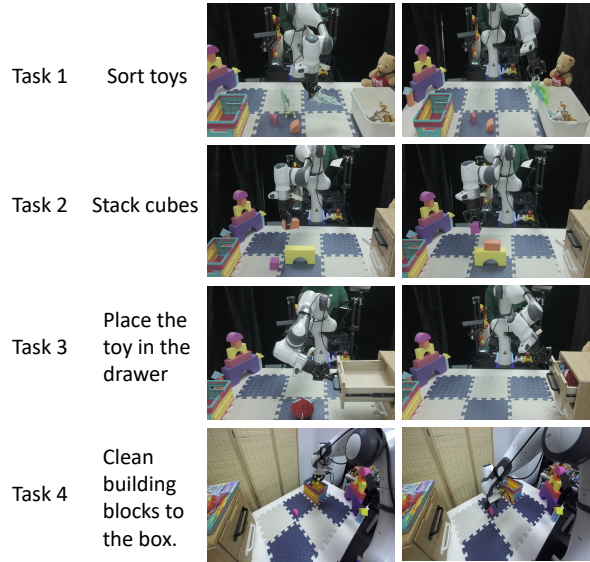 Task 1
Sort toys
Task 2
Stack cubes
Task 3
Place the
toy in the
drawer
Task 4
Clean
building
blocks to
the box.